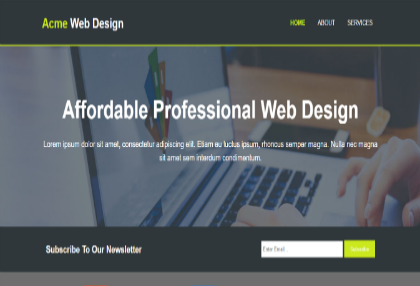 Acme Web Design
HOME ABOUT SERVICES
Affordable Professional Web Design
Lorem ipsum dolor sit amet, consectetur adipiscing elit. Etiam eu luctus ipsum, rhoncus semper magna. Nulla nec magna
sit amet sem interdum condimentum.
Subscribe To Our Newsletter
Enter Email...
Subscribe